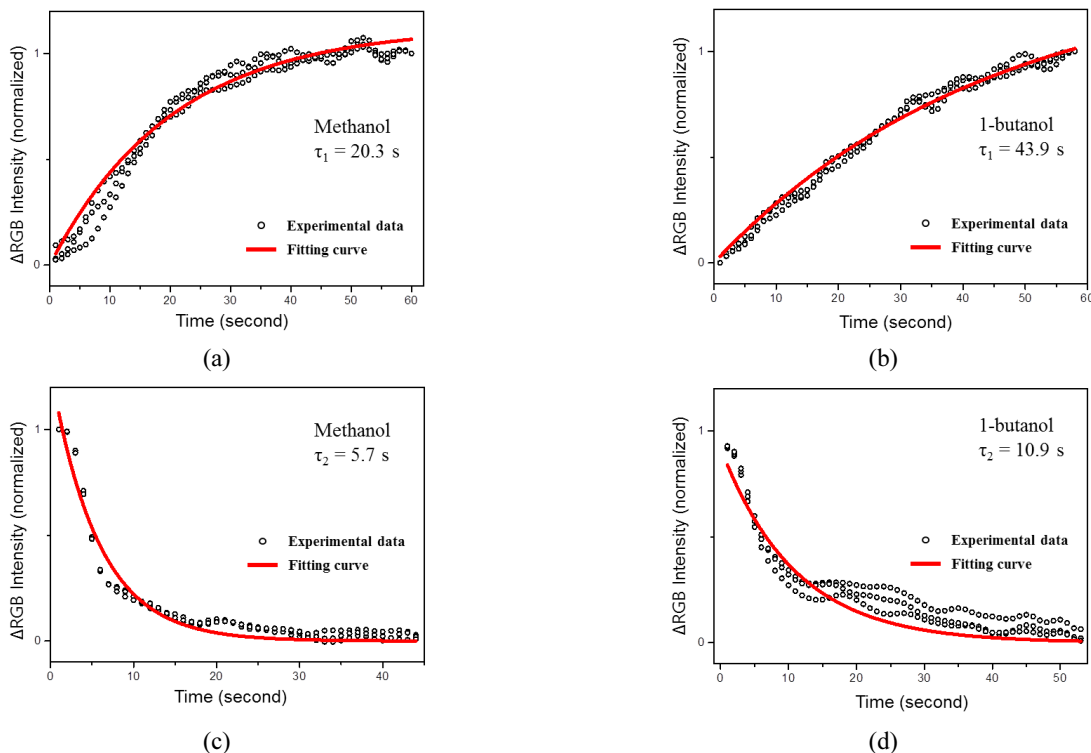 ΔRGB Intensity (normalized)
1
0
Methanol
τ1 = 20.3 s
Experimental data
Fitting curve
0 10 20 30 40 50 60
Time (second)
(a)
ΔRGB Intensity (normalized)
1
0
1-butanol
τ1 = 43.9 s
Experimental data
Fitting curve
0 10 20 30 40 50 60
Time (second)
(b)
ΔRGB Intensity (normalized)
1
0
Methanol
τ2 = 5.7 s
Experimental data
Fitting curve
0 10 20 30 40
Time (second)
(c)
ΔRGB Intensity (normalized)
1
0
1-butanol
τ2 = 10.9 s
Experimental data
Fitting curve
0 10 20 30 40 50
Time (second)
(d)